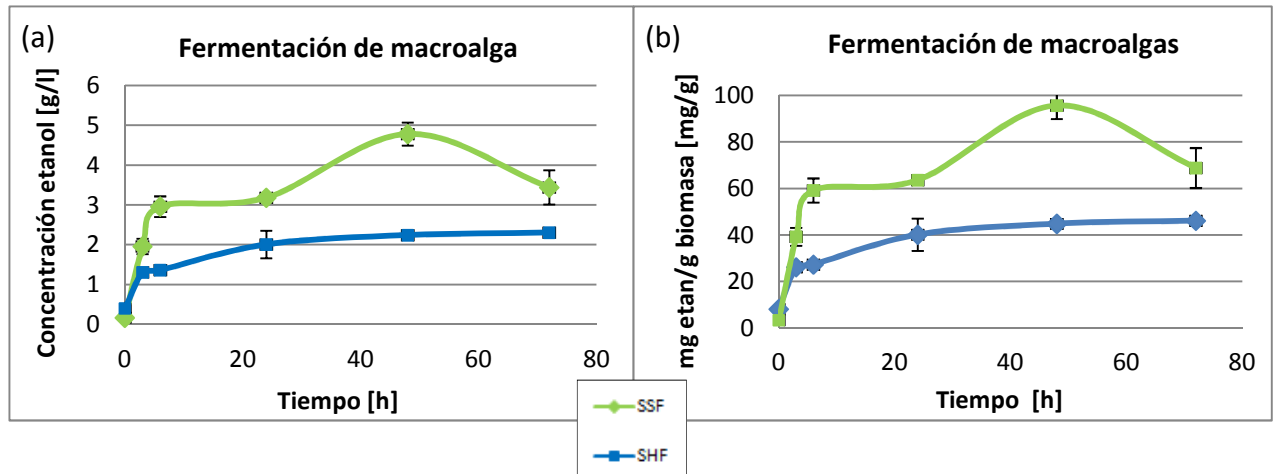 (a)
Fermentación de macroalga
Concentración etanol [g/l]
6
5
4
3
2
1
0
0 20 40 60 80
Tiempo [h]
(b)
Fermentación de macroalgas
mg etan/g biomasa [mg/g]
100
80
60
40
20
0
0 20 40 60 80
Tiempo [h]
SSF
SHF